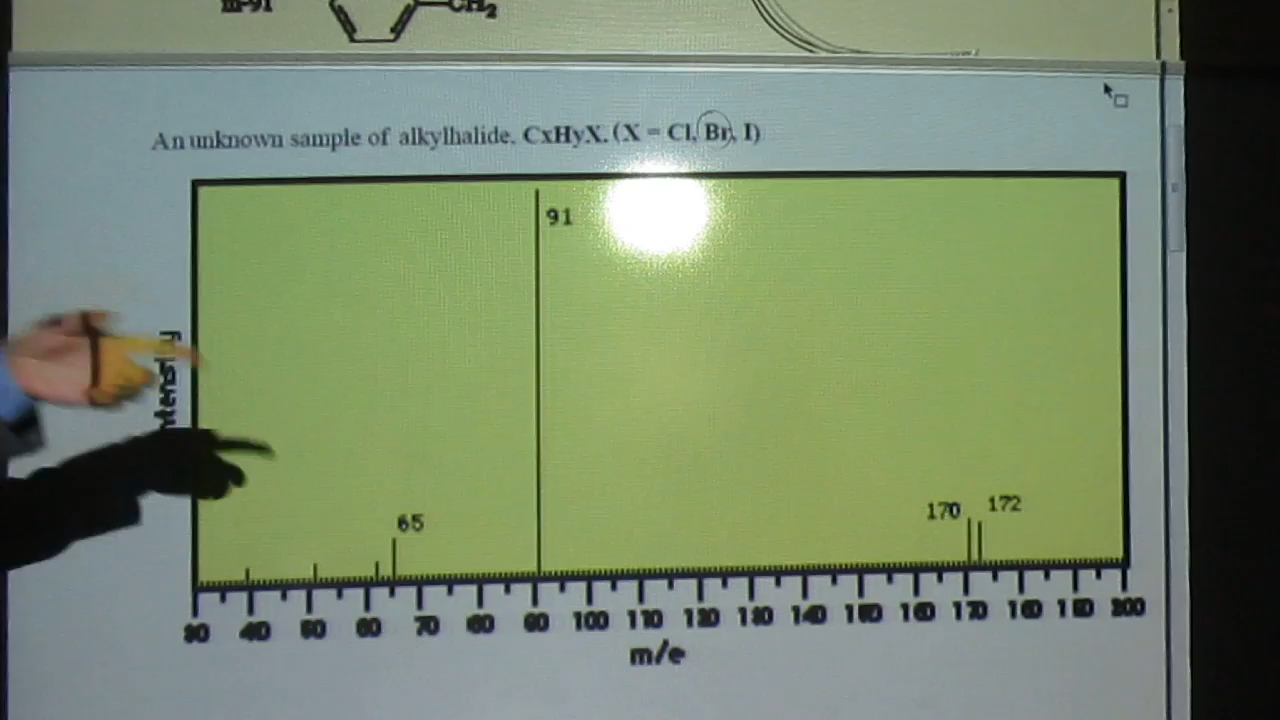 CH₂
An unknown sample of alkylhalide. CxHyX. (X = Cl, Br, I)
91
170 172
65
30 40 50 60 70 80 90 100 110 120 130 140 150 160 170 180 190 200
m/e